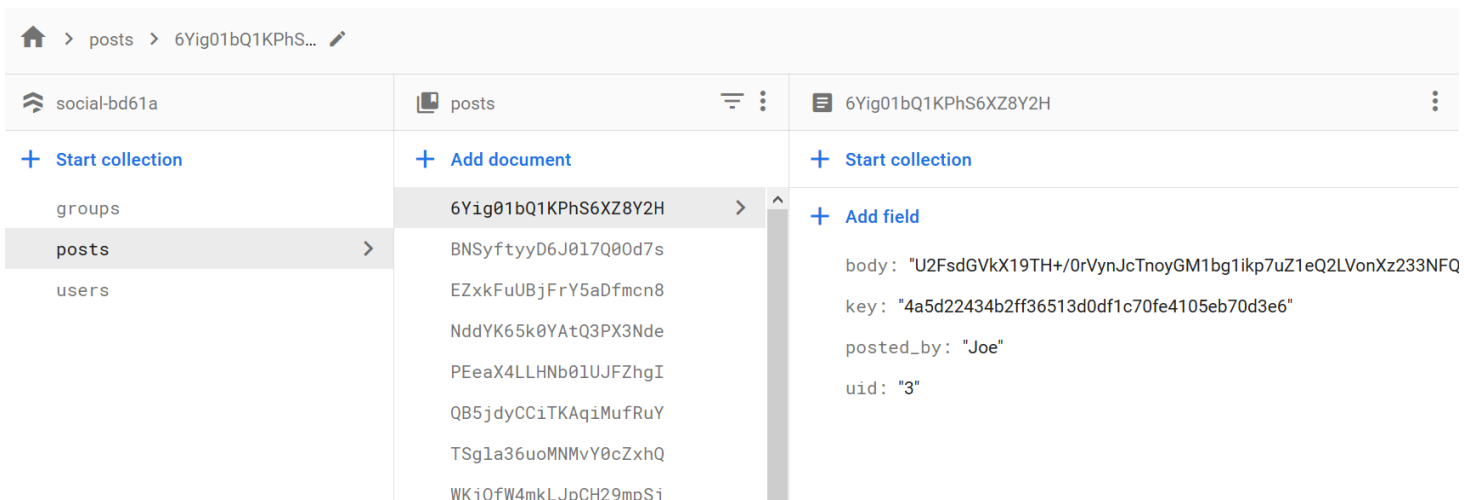 posts 6Yig01bQ1KPhS...
social-bd61a
Start collection
groups
posts
users
posts
Add document
6Yig01bQ1KPhS6XZ8Y2H
BNSyftyyD6J0l7Q0Od7s
EZxkFuUBjFrY5aDfmcn8
NddYK65k0YAtQ3PX3Nde
PEeaX4LLHNb0lUJFZhgI
QB5jdyCCiTKAqiMufRuY
TSgla36uoMNMvY0cZxhQ
WKjOfW4mkLJpCH29mpSj
6Yig01bQ1KPhS6XZ8Y2H
Start collection
Add field
body: "U2FsdGVkX19TH+/0rVynJcTnoyGM1bg1ikp7uZ1eQ2LVonXz233NFQ
key: "4a5d22434b2ff36513d0df1c70fe4105eb70d3e6"
posted_by: "Joe"
uid: "3"